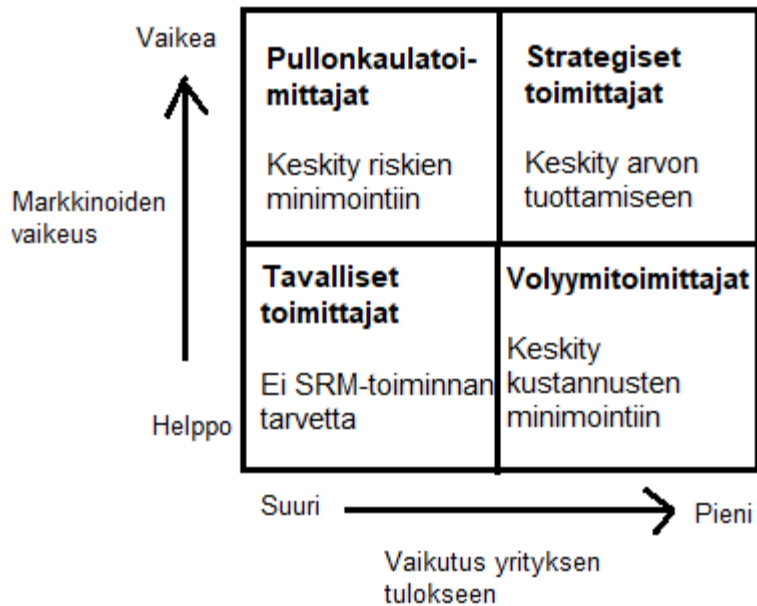 Vaikea
Pullonkaulatoi-
mittajat
Keskity riskien
minimointiin
Strategiset
toimittajat
Keskity arvon
tuottamiseen
Markkinoiden
vaikeus
Tavalliset
toimittajat
Ei SRM-toiminnan
tarvetta
Volyymitoimittajat
Keskity
kustannusten
minimointiin
Helppo
Suuri
Pieni
Vaikutus yrityksen
tulokseen